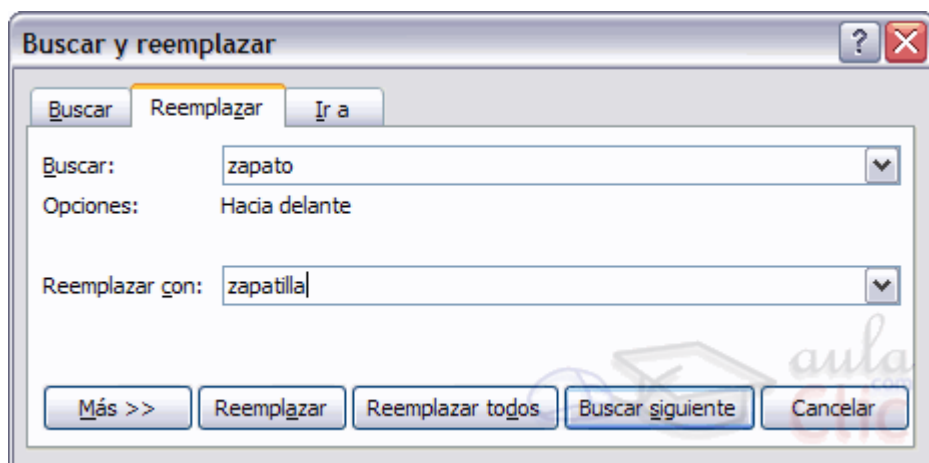 Buscar y reemplazar
Buscar Reemplazar Ir a
Buscar: zapato
Opciones: Hacia delante
Reemplazar con: zapatilla
Más >> Reemplazar Reemplazar todos Buscar siguiente Cancelar
aula
.com
Clic